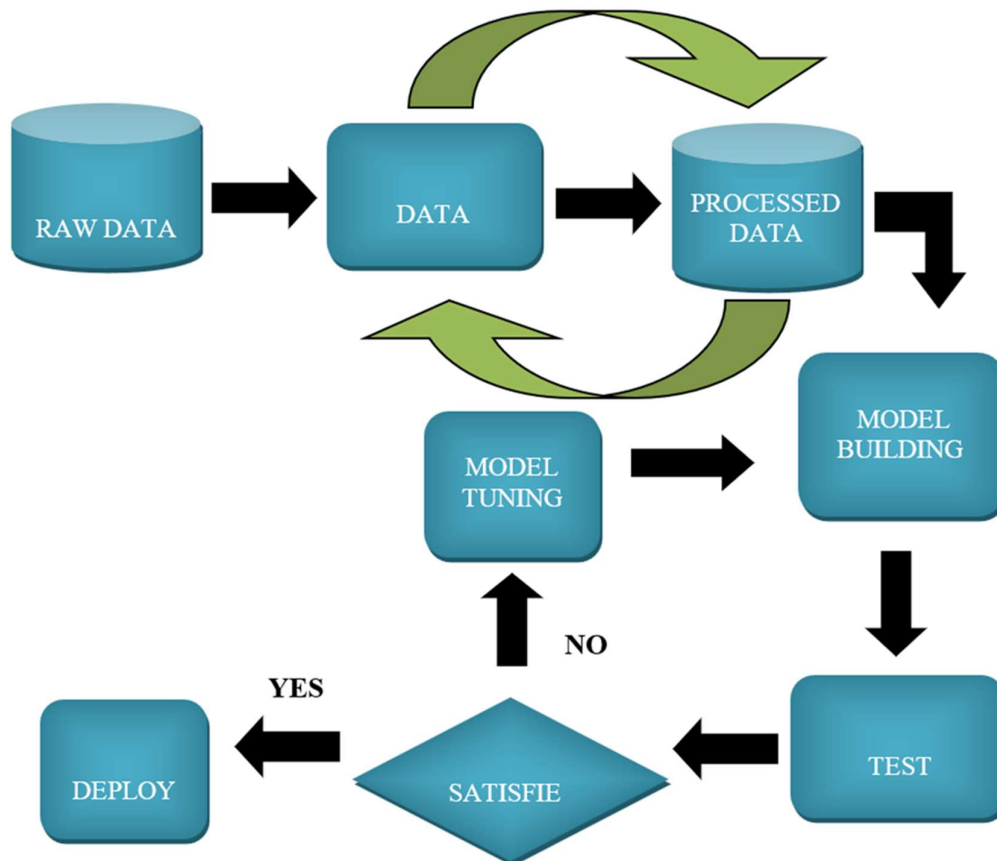 RAW DATA
DATA
PROCESSED
DATA
MODEL
BUILDING
MODEL
TUNING
NO
YES
TEST
SATISFIE
DEPLOY